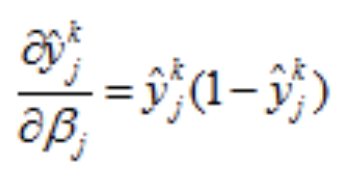 ∂ŷ_j^k / ∂β_j = ŷ_j^k(1−ŷ_j^k)